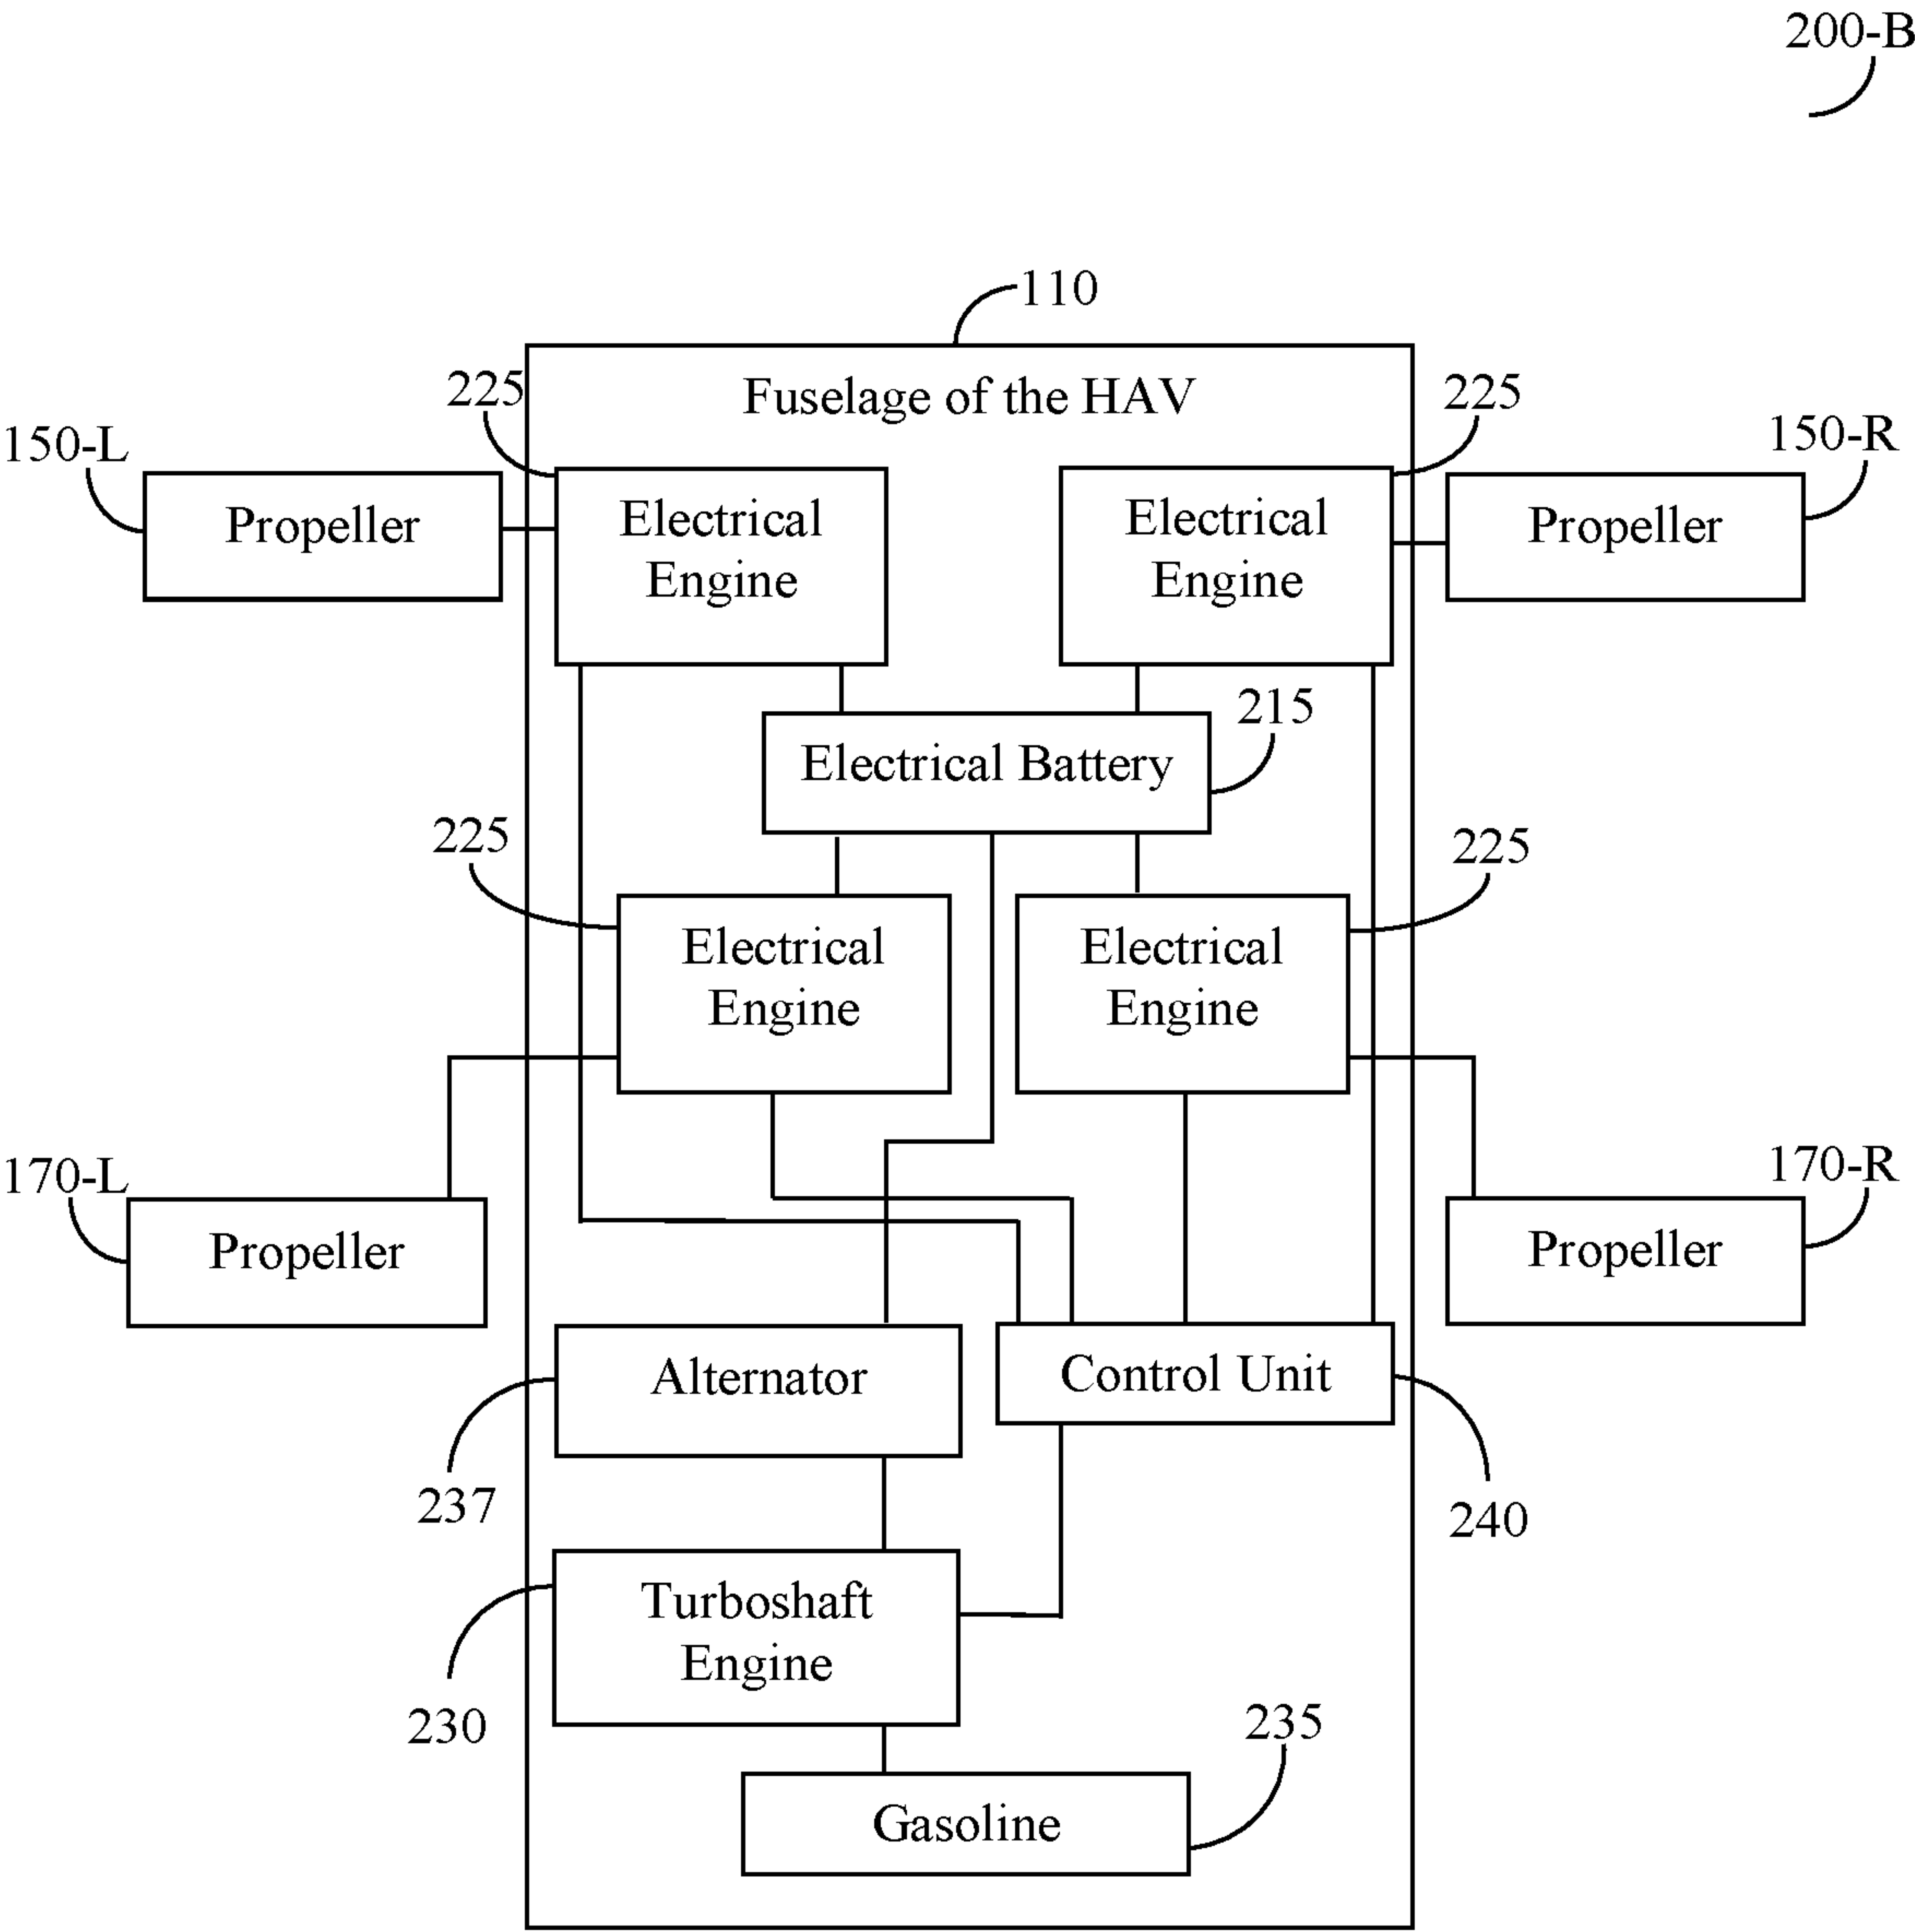 200-B
110
Fuselage of the HAV
225
225
150-L
150-R
Propeller
Electrical
Engine
Electrical
Engine
Propeller
215
Electrical Battery
225
225
Electrical
Engine
Electrical
Engine
170-L
170-R
Propeller
Propeller
Alternator
Control Unit
237
240
Turboshaft
Engine
230
235
Gasoline